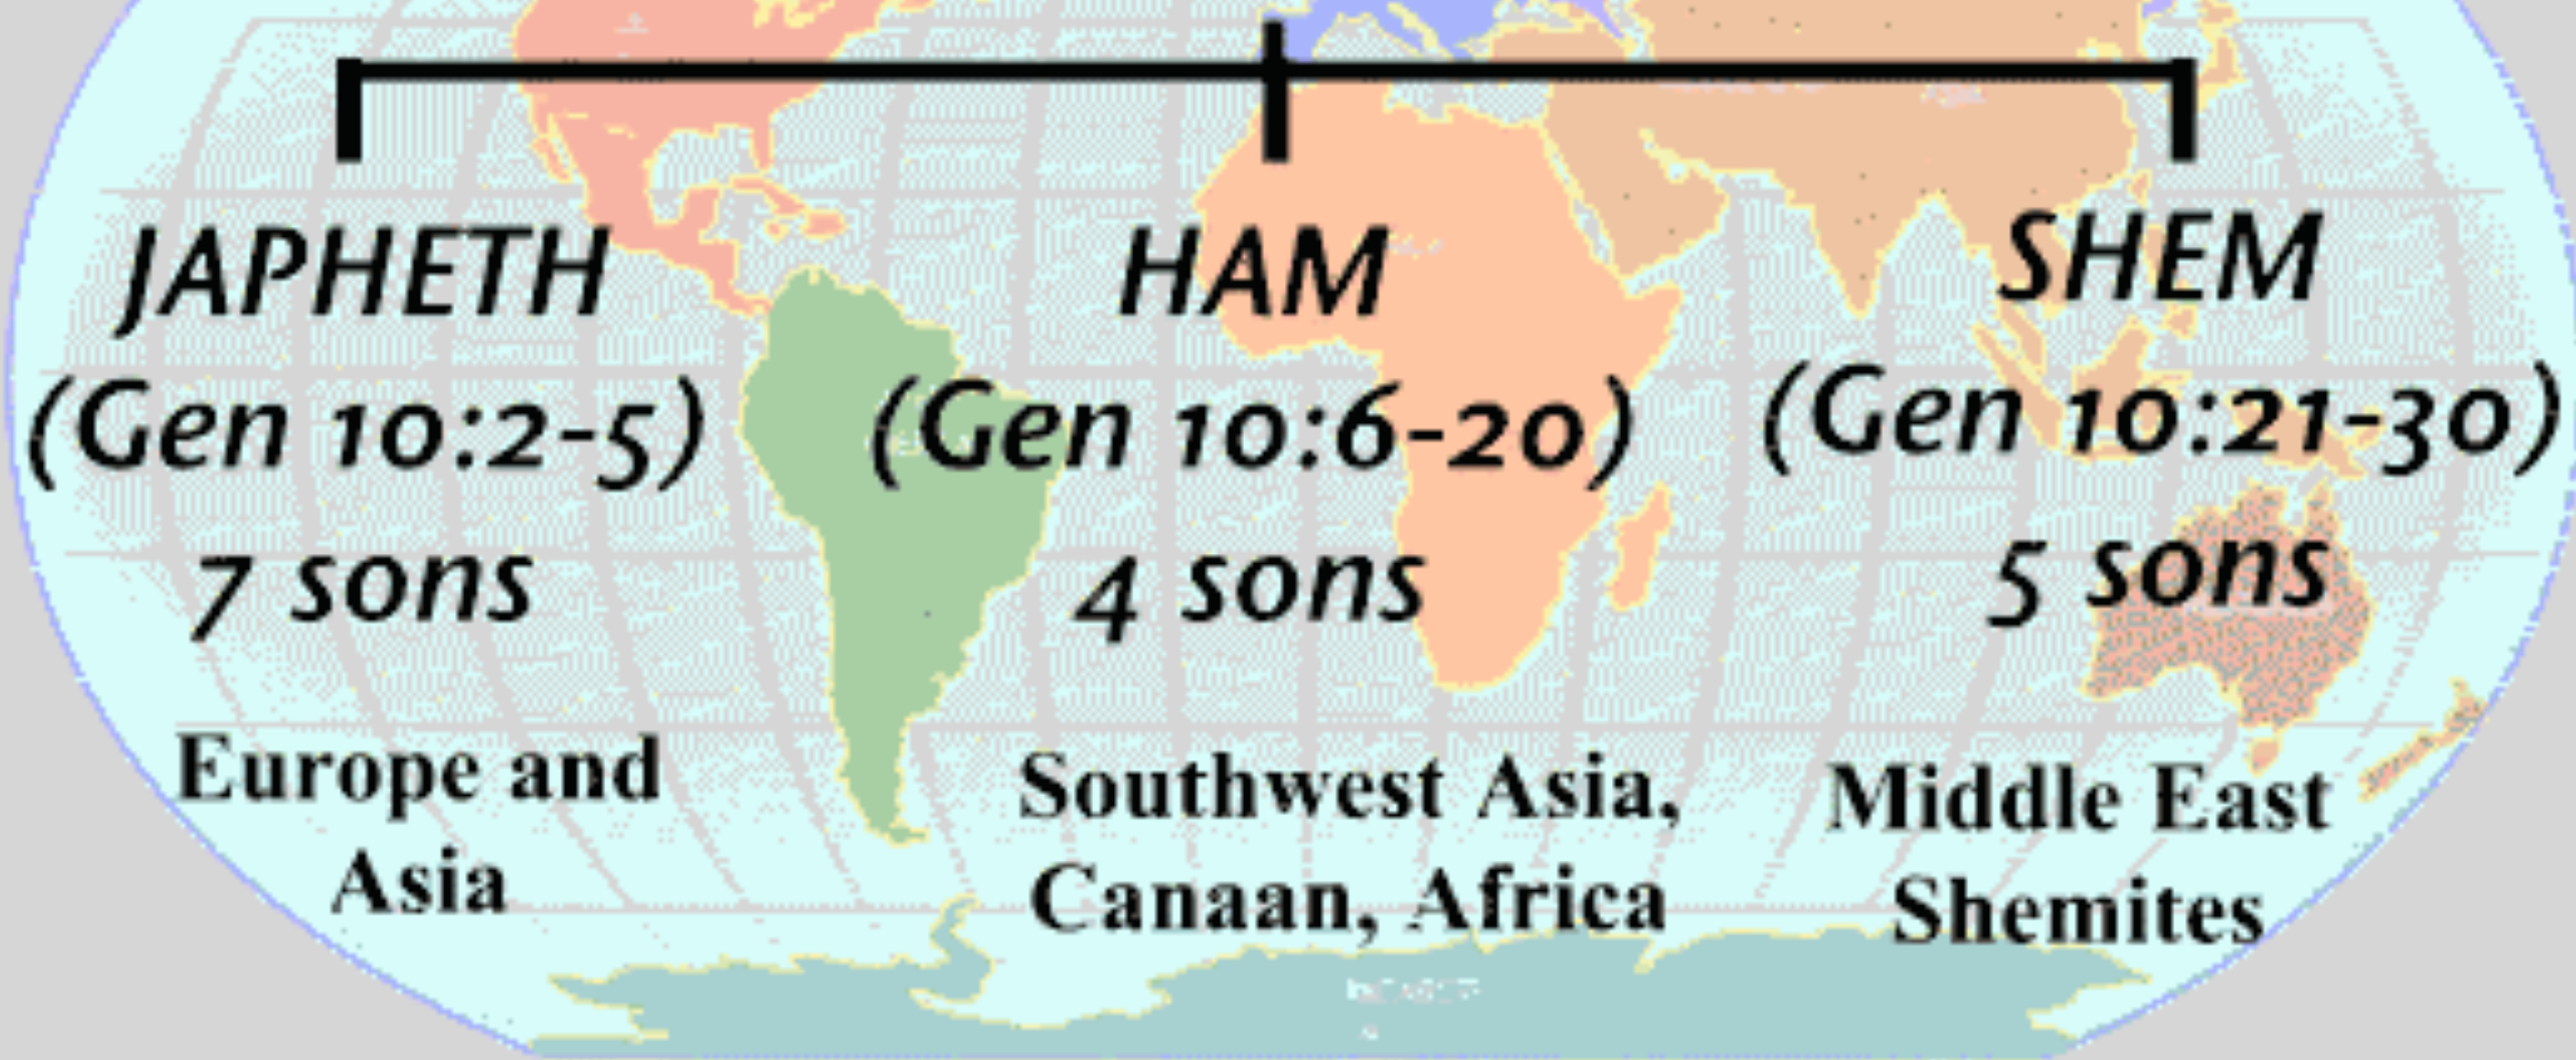 JAPHETH
(Gen 10:2-5)
7 sons
Europe and
Asia
HAM
(Gen 10:6-20)
4 sons
Southwest Asia,
Canaan, Africa
SHEM
(Gen 10:21-30)
5 sons
Middle East
Shemites